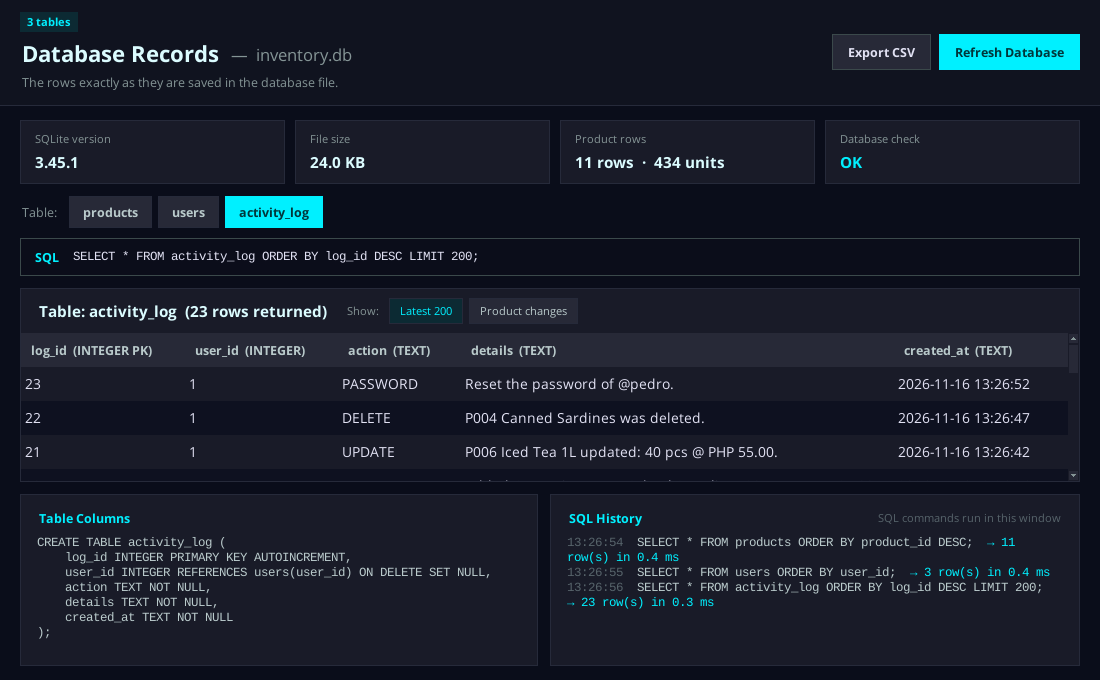 3 tables
Database Records — inventory.db
The rows exactly as they are saved in the database file.
Export CSV
Refresh Database
SQLite version
3.45.1
File size
24.0 KB
Product rows
11 rows · 434 units
Database check
OK
Table: products users activity_log
SQL SELECT * FROM activity_log ORDER BY log_id DESC LIMIT 200;
Table: activity_log (23 rows returned) Show: Latest 200 Product changes
log_id (INTEGER PK) user_id (INTEGER) action (TEXT) details (TEXT) created_at (TEXT)
23 1 PASSWORD Reset the password of @pedro. 2026-11-16 13:26:52
22 1 DELETE P004 Canned Sardines was deleted. 2026-11-16 13:26:47
21 1 UPDATE P006 Iced Tea 1L updated: 40 pcs @ PHP 55.00. 2026-11-16 13:26:42
Table Columns
CREATE TABLE activity_log (
log_id INTEGER PRIMARY KEY AUTOINCREMENT,
user_id INTEGER REFERENCES users(user_id) ON DELETE SET NULL,
action TEXT NOT NULL,
details TEXT NOT NULL,
created_at TEXT NOT NULL
);
SQL History SQL commands run in this window
13:26:54 SELECT * FROM products ORDER BY product_id DESC; → 11
row(s) in 0.4 ms
13:26:55 SELECT * FROM users ORDER BY user_id; → 3 row(s) in 0.4 ms
13:26:56 SELECT * FROM activity_log ORDER BY log_id DESC LIMIT 200;
→ 23 row(s) in 0.3 ms